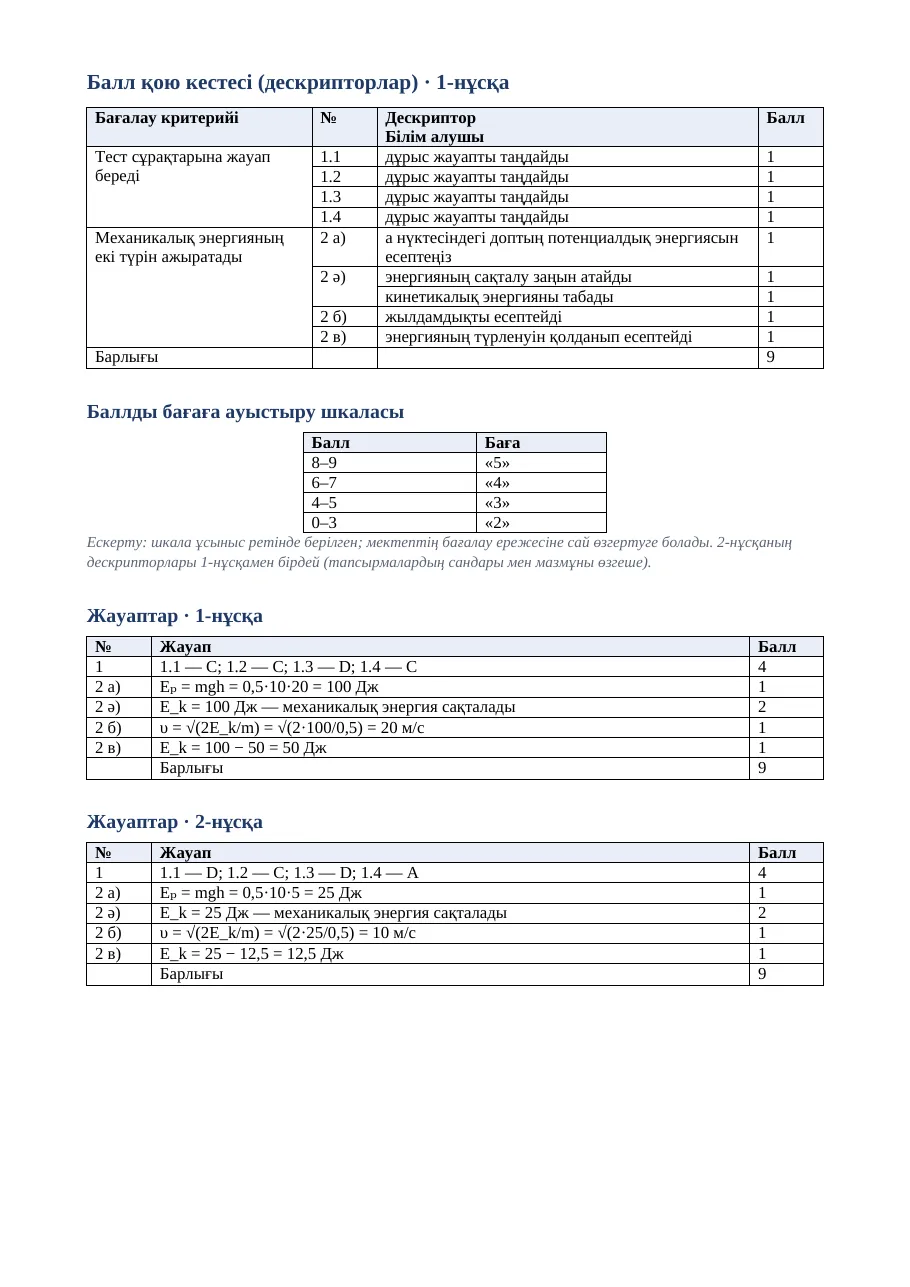 Балл қою кестесі (дескрипторлар) · 1-нұсқа
Бағалау критерийі № Дескриптор Балл
Білім алушы
Тест сұрақтарына жауап 1.1 дұрыс жауапты таңдайды 1
береді 1.2 дұрыс жауапты таңдайды 1
1.3 дұрыс жауапты таңдайды 1
1.4 дұрыс жауапты таңдайды 1
Механикалық энергияның 2 а) а нүктесіндегі доптың потенциалдық энергиясын 1
екі түрін ажыратады есептеңіз
2 ә) энергияның сақталу заңын атайды 1
кинетикалық энергияны табады 1
2 б) жылдамдықты есептейді 1
2 в) энергияның түрленуін қолданып есептейді 1
Барлығы 9
Баллды бағаға ауыстыру шкаласы
Балл Баға
8–9 «5»
6–7 «4»
4–5 «3»
0–3 «2»
Ескерту: шкала ұсыныс ретінде берілген; мектептің бағалау ережесіне сай өзгертуге болады. 2-нұсқаның
дескрипторлары 1-нұсқамен бірдей (тапсырмалардың сандары мен мазмұны өзгеше).
Жауаптар · 1-нұсқа
№ Жауап Балл
1 1.1 — C; 1.2 — C; 1.3 — D; 1.4 — C 4
2 а) Eₚ = mgh = 0,5·10·20 = 100 Дж 1
2 ә) E_k = 100 Дж — механикалық энергия сақталады 2
2 б) υ = √(2E_k/m) = √(2·100/0,5) = 20 м/с 1
2 в) E_k = 100 − 50 = 50 Дж 1
Барлығы 9
Жауаптар · 2-нұсқа
№ Жауап Балл
1 1.1 — D; 1.2 — C; 1.3 — D; 1.4 — A 4
2 а) Eₚ = mgh = 0,5·10·5 = 25 Дж 1
2 ә) E_k = 25 Дж — механикалық энергия сақталады 2
2 б) υ = √(2E_k/m) = √(2·25/0,5) = 10 м/с 1
2 в) E_k = 25 − 12,5 = 12,5 Дж 1
Барлығы 9